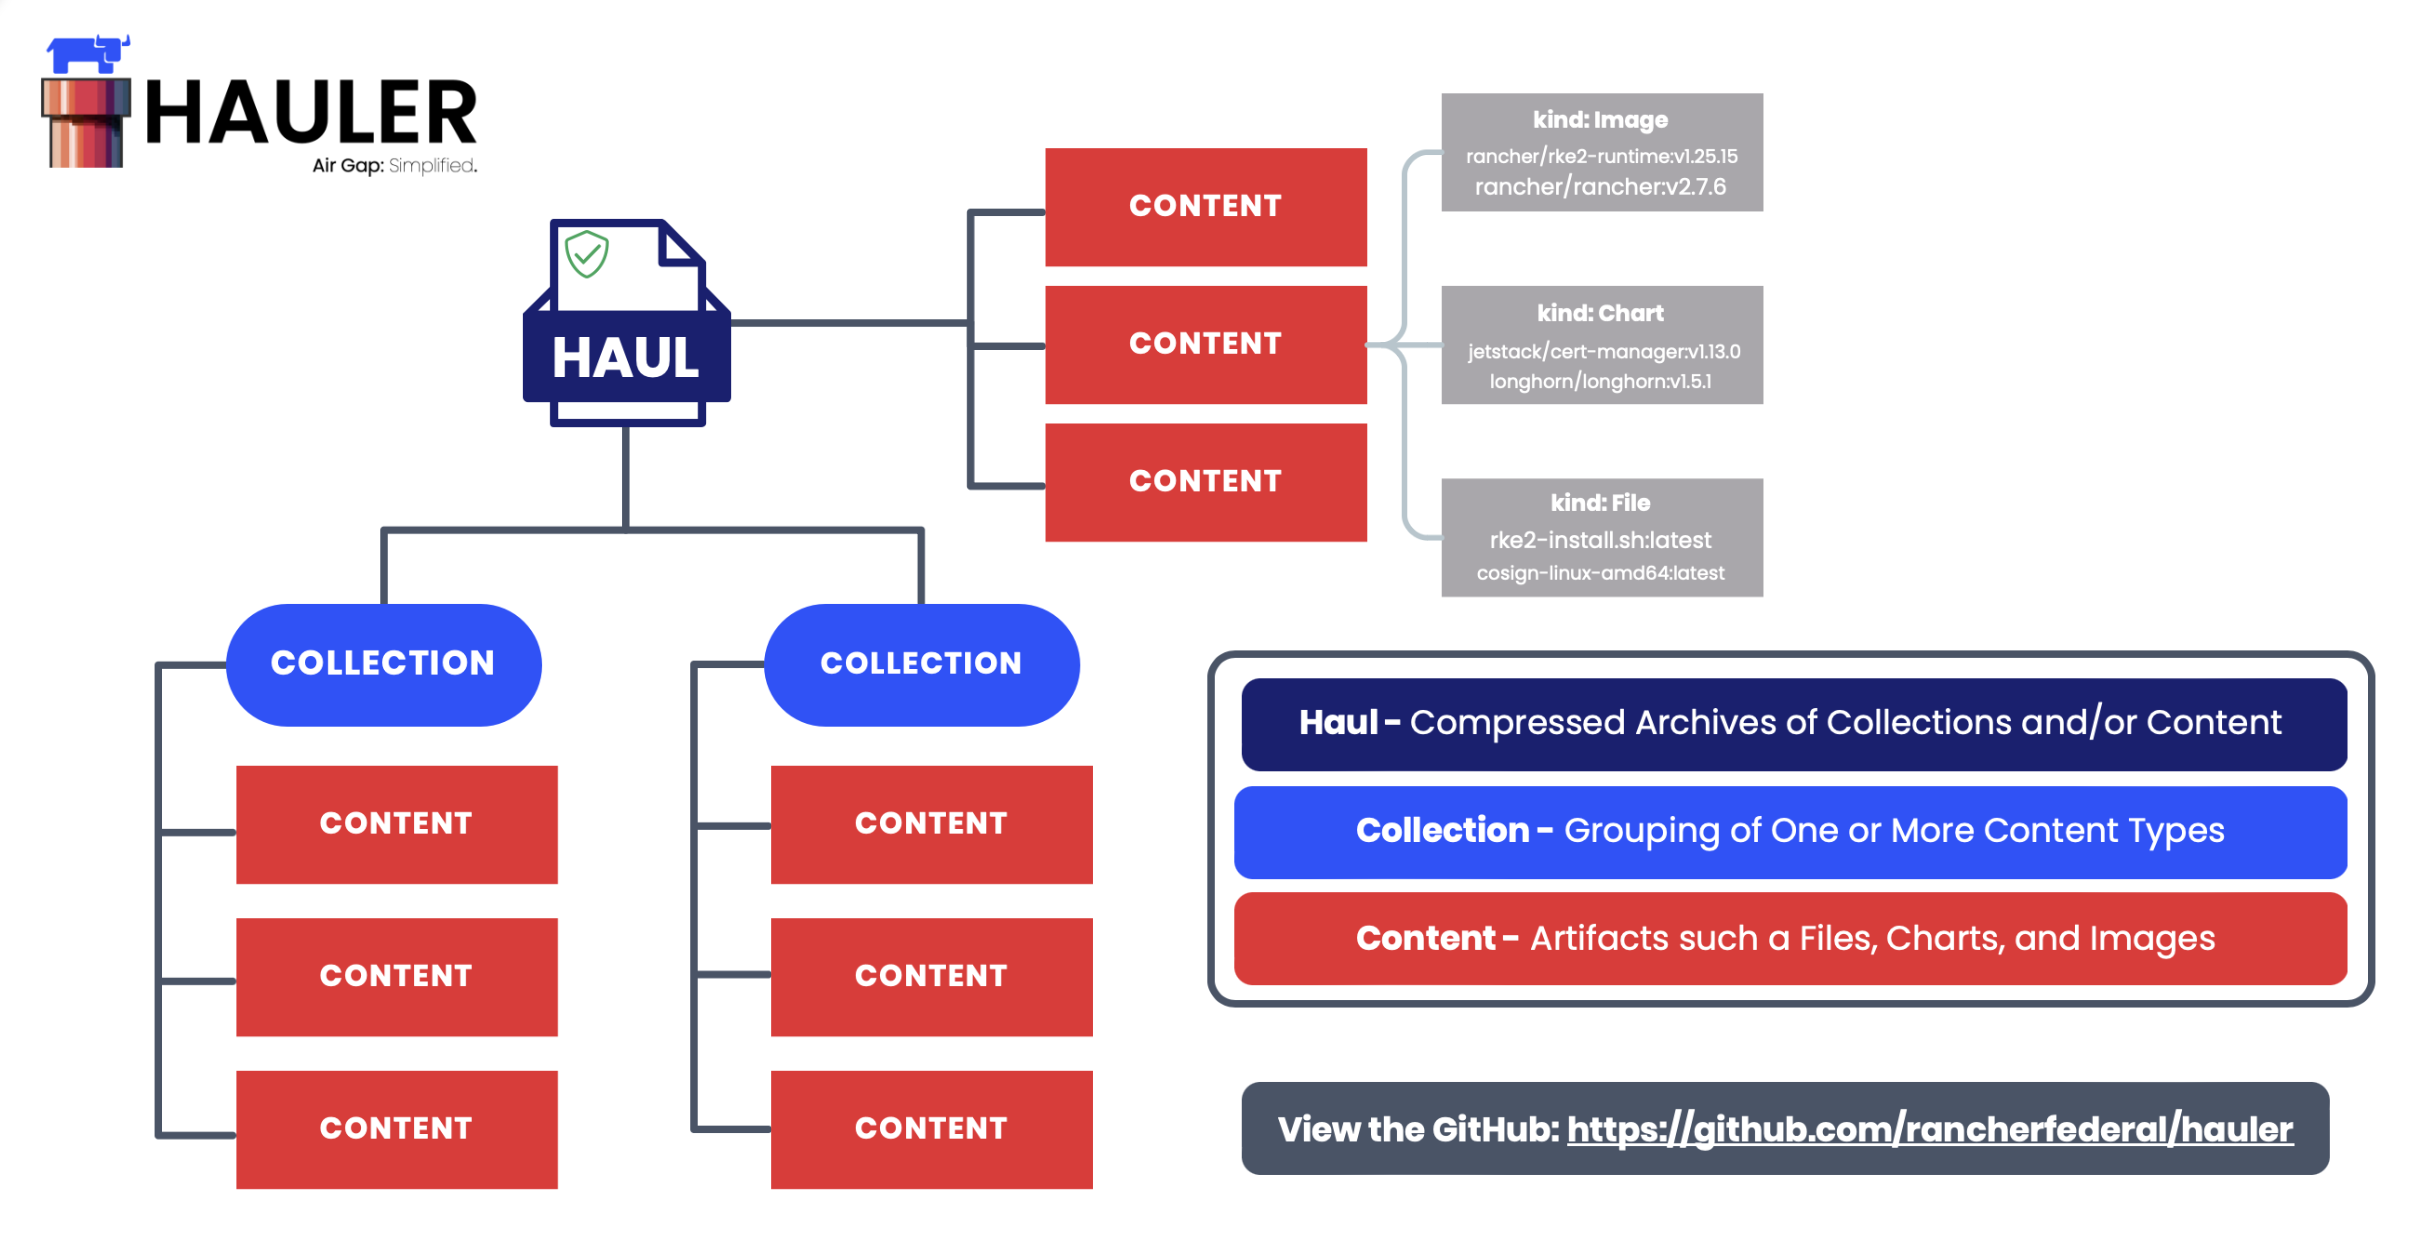 HAULER
Air Gap: Simplified.
HAUL
CONTENT
CONTENT
CONTENT
kind: Image
rancher/rke2-runtime:v1.25.15
rancher/rancher:v2.7.6
kind: Chart
jetstack/cert-manager:v1.13.0
longhorn/longhorn:v1.5.1
kind: File
rke2-install.sh:latest
cosign-linux-amd64:latest
COLLECTION
CONTENT
CONTENT
CONTENT
COLLECTION
CONTENT
CONTENT
CONTENT
Haul - Compressed Archives of Collections and/or Content
Collection - Grouping of One or More Content Types
Content - Artifacts such a Files, Charts, and Images
View the GitHub: https://github.com/rancherfederal/hauler